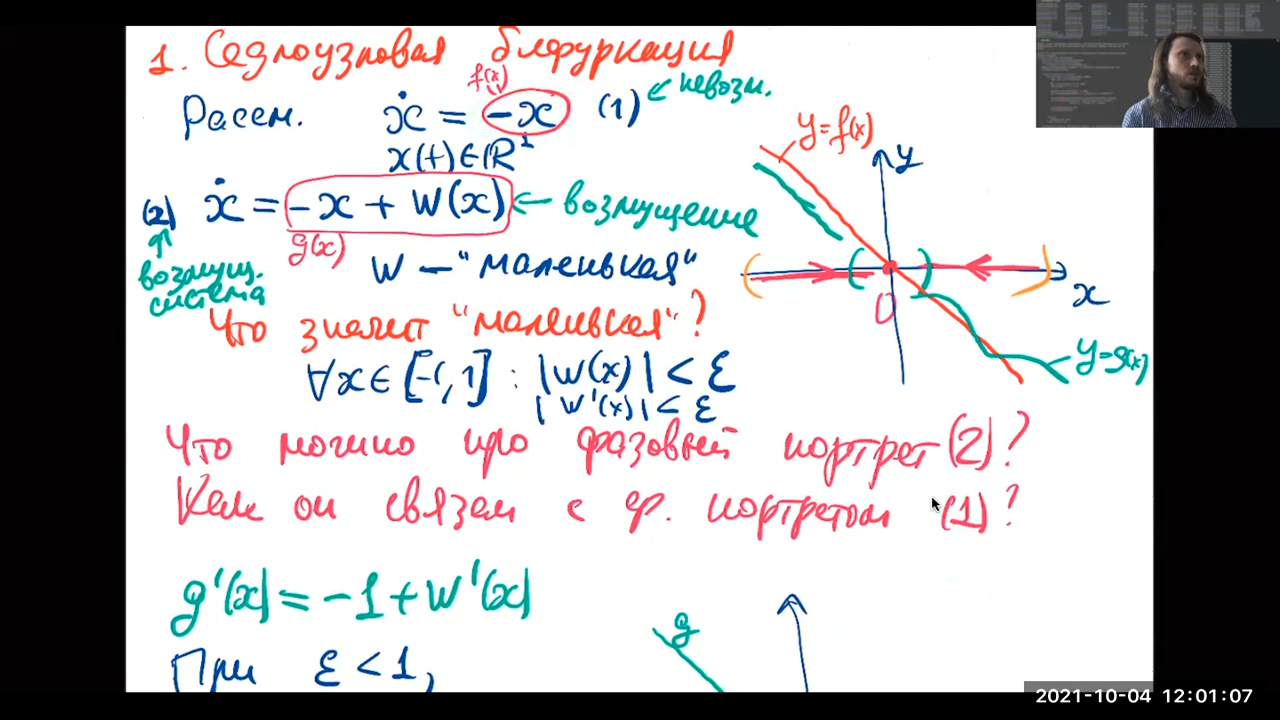 1. Седлоузловая бифуркация
f(x)
Рассм. ẋ = -x (1) ← невозм.
x(t)∈ℝ¹
(2) ẋ = -x + w(x) ← возмущение
g(x)
возмущ. система
w - "маленькая"
Что значит "маленькая"?
∀x∈[-1,1] : |w(x)| < ε
|w'(x)| < ε
y=f(x)
y
x
0
y=g(x)
Что можно про фазовый портрет (2)?
Как он связан с ф. портретом (1)?
g'(x) = -1 + w'(x)
g
При ε < 1,
2021-10-04 12:01:07